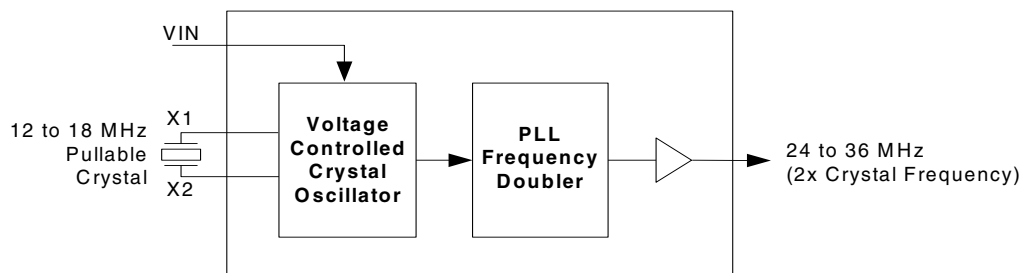 VIN
12 to 18 MHz
Pullable
Crystal
X1
X2
Voltage
Controlled
Crystal
Oscillator
PLL
Frequency
Doubler
24 to 36 MHz
(2x Crystal Frequency)